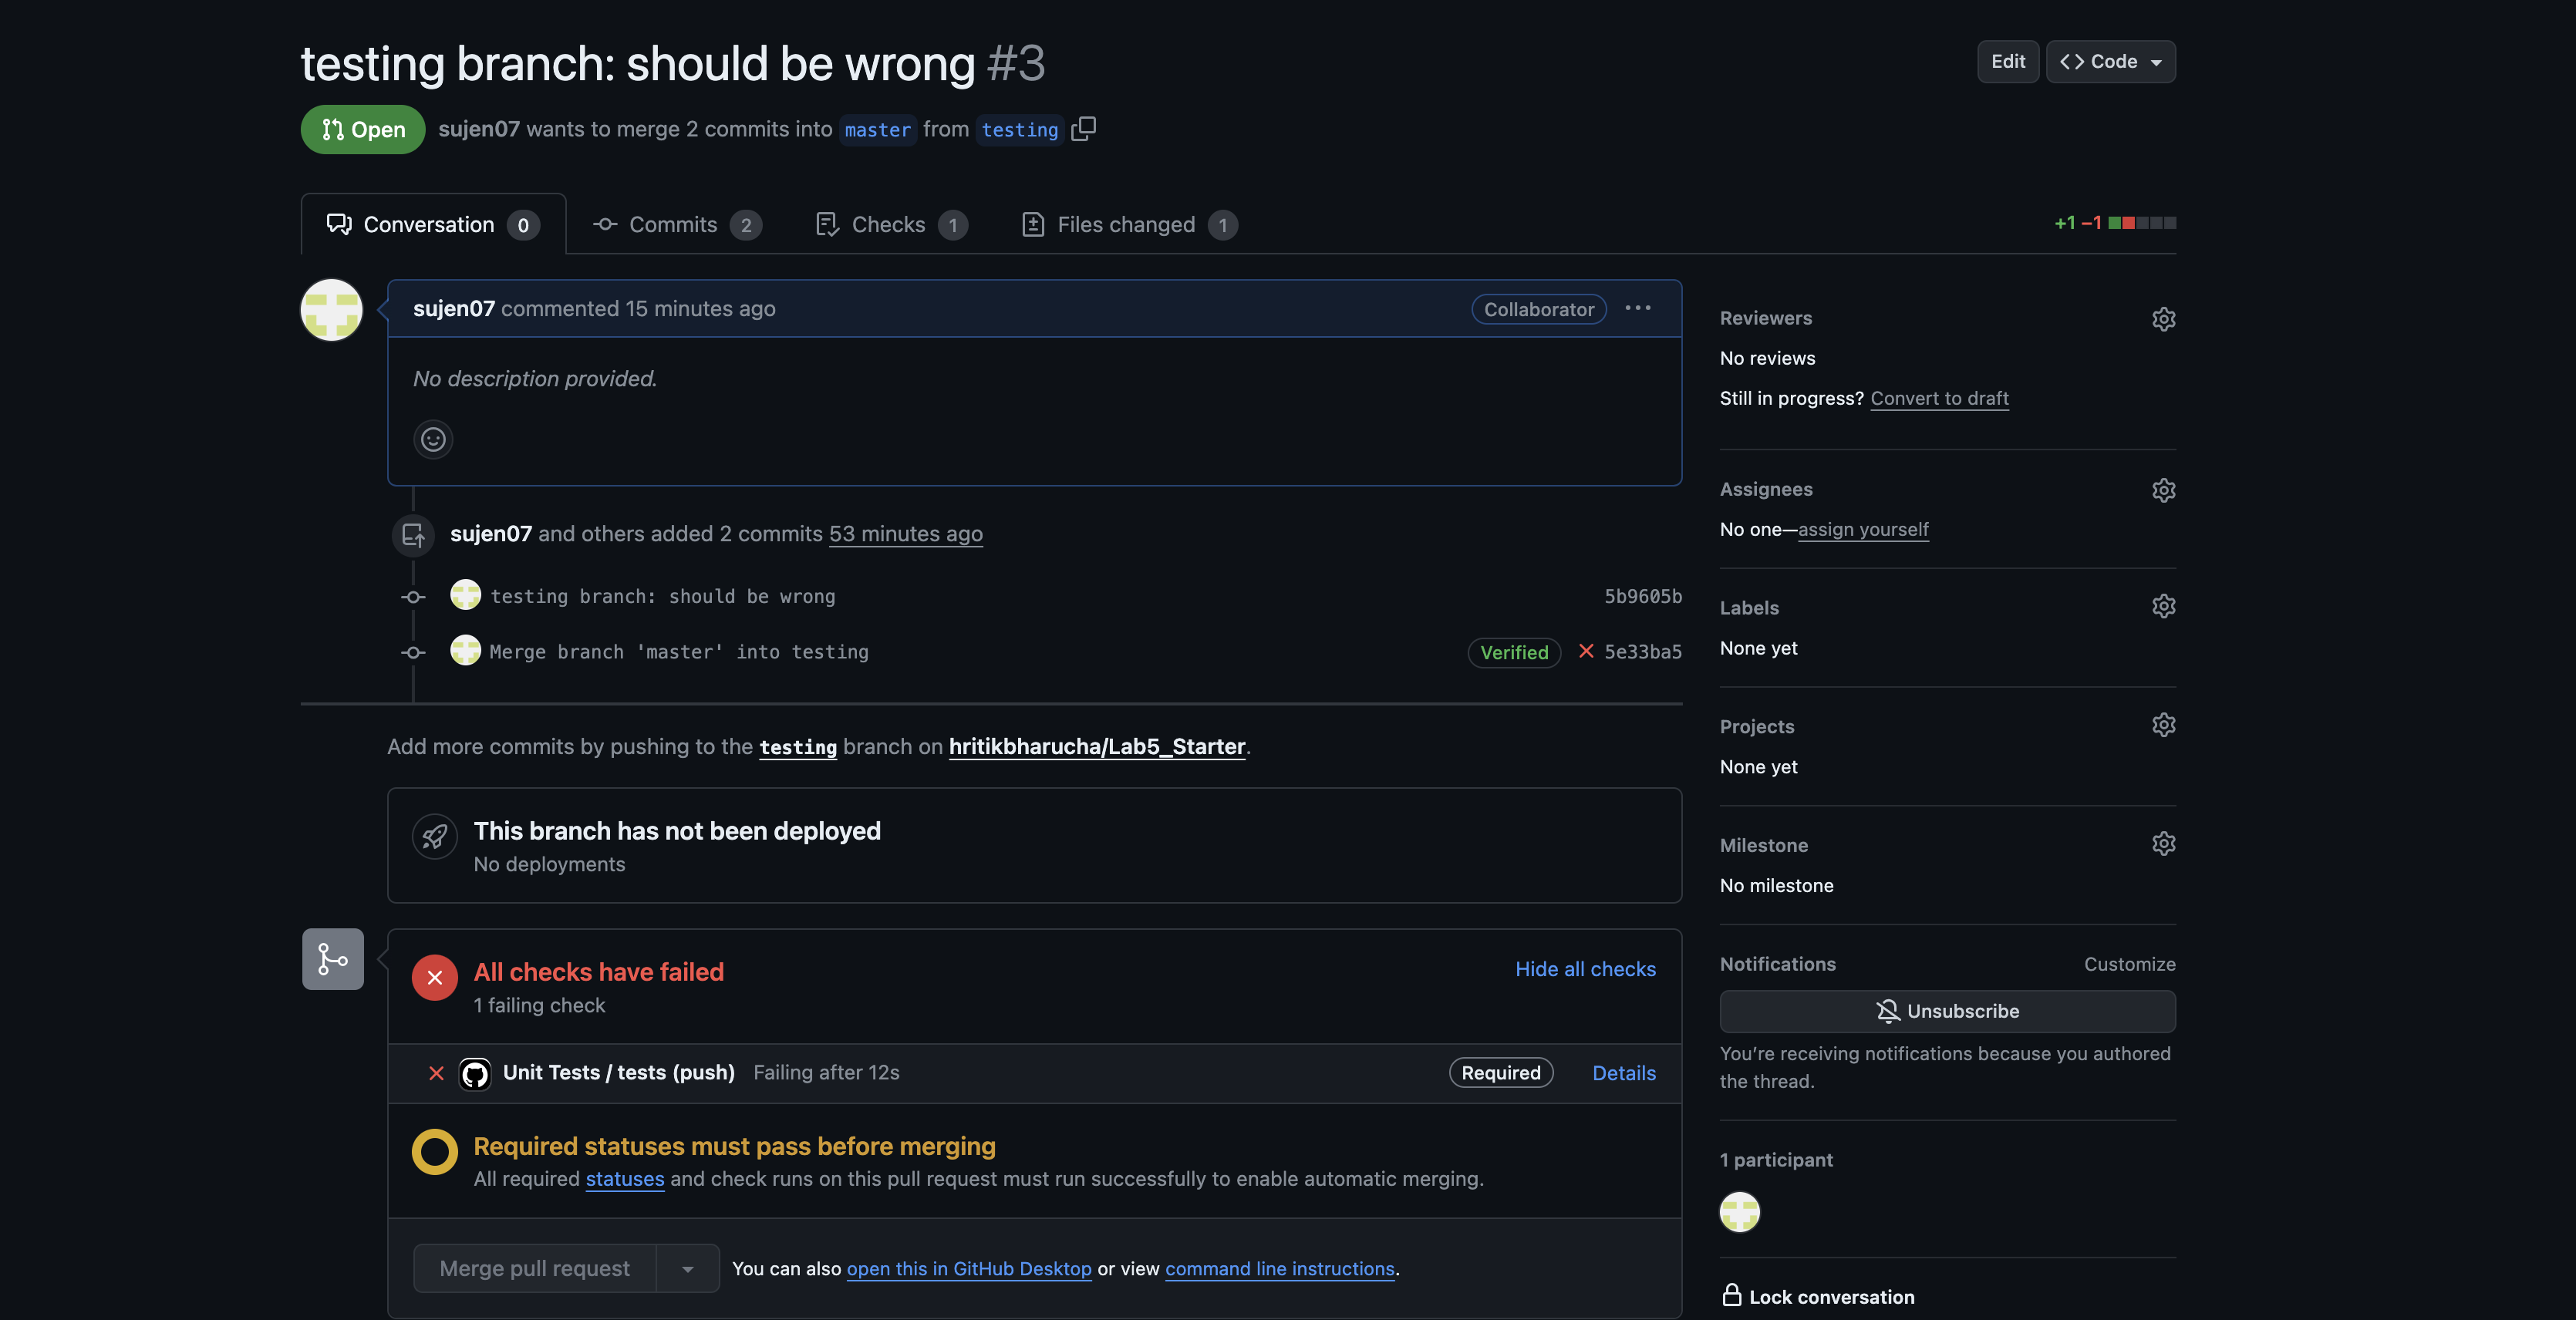 testing branch: should be wrong #3
Edit
Code
Open
sujen07 wants to merge 2 commits into master from testing
Conversation 0
Commits 2
Checks 1
Files changed 1
+1 −1
sujen07 commented 15 minutes ago
Collaborator
No description provided.
sujen07 and others added 2 commits 53 minutes ago
testing branch: should be wrong
5b9605b
Merge branch 'master' into testing
Verified
5e33ba5
Add more commits by pushing to the testing branch on hritikbharucha/Lab5_Starter.
This branch has not been deployed
No deployments
All checks have failed
Hide all checks
1 failing check
Unit Tests / tests (push) Failing after 12s
Required
Details
Required statuses must pass before merging
All required statuses and check runs on this pull request must run successfully to enable automatic merging.
Merge pull request
You can also open this in GitHub Desktop or view command line instructions.
Reviewers
No reviews
Still in progress? Convert to draft
Assignees
No one—assign yourself
Labels
None yet
Projects
None yet
Milestone
No milestone
Notifications
Customize
Unsubscribe
You’re receiving notifications because you authored
the thread.
1 participant
Lock conversation